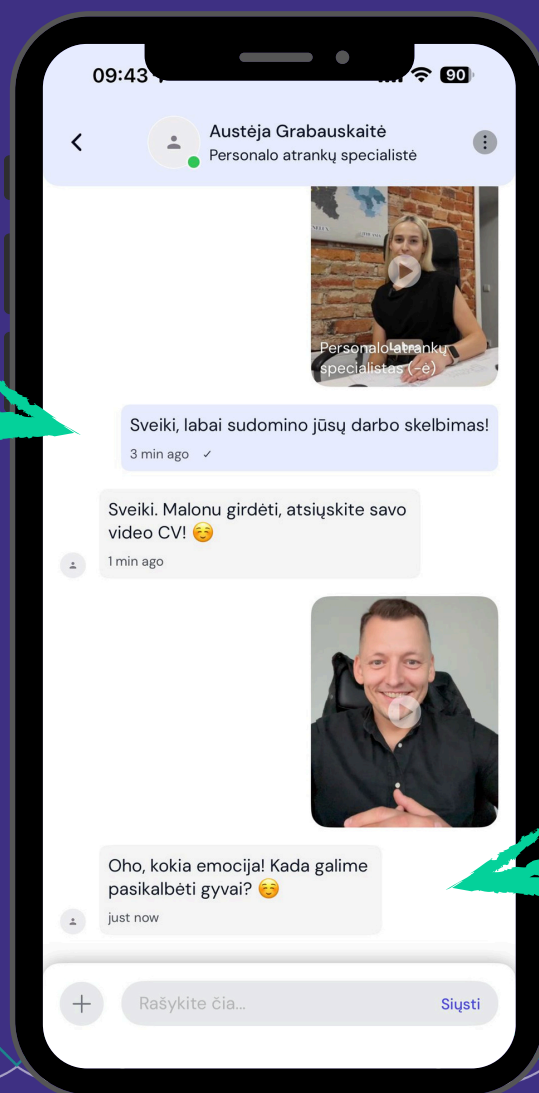 09:43
90
Austėja Grabauskaitė
Personalo atrankų specialistė
Labas
Personalo atrankų
specialistas (-ė)
Sveiki, labai sudomino jūsų darbo skelbimas!
3 min ago ✓
Sveiki. Malonu girdėti, atsiųskite savo
video CV! ☺️
1 min ago
Oho, kokia emocija! Kada galime
pasikalbėti gyvai? ☺️
just now
Rašykite čia...
Siųsti